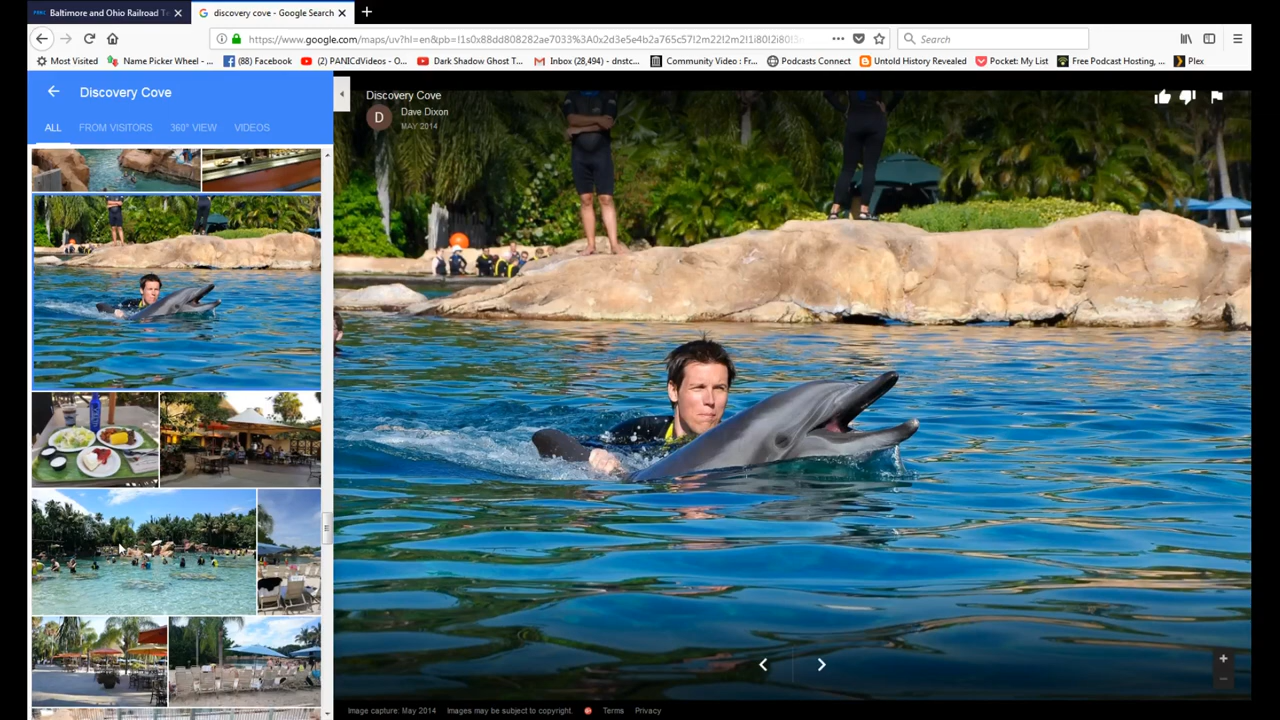 Baltimore and Ohio Railroad Te
discovery cove - Google Search
https://www.google.com/maps/uv?hl=en&pb=!1s0x88dd808282ae7033%3A0x2d3e5e4b2a765c57!2m22!2m2!1i80!2i80!3m
Search
Most Visited
Name Picker Wheel - ...
(88) Facebook
(2) PANICdVideos - O...
Dark Shadow Ghost T...
Inbox (28,494) - dnstc...
Community Video : Fr...
Podcasts Connect
Untold History Revealed
Pocket: My List
Free Podcast Hosting, ...
Plex
Discovery Cove
ALL
FROM VISITORS
360° VIEW
VIDEOS
Discovery Cove
D
Dave Dixon
MAY 2014
Image capture: May 2014
Images may be subject to copyright.
Terms
Privacy